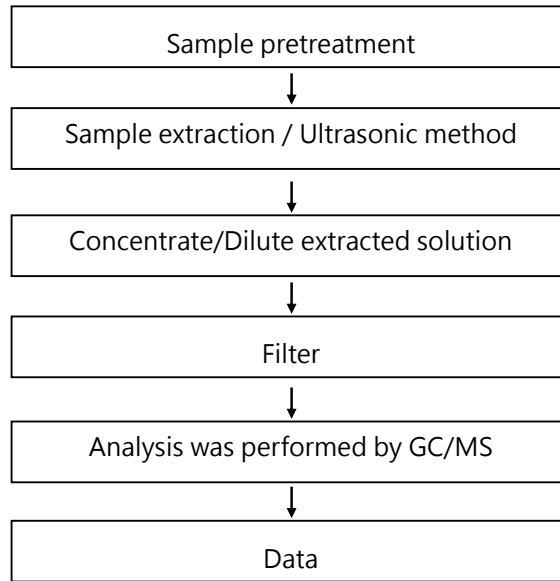 Sample pretreatment
Sample extraction / Ultrasonic method
Concentrate/Dilute extracted solution
Filter
Analysis was performed by GC/MS
Data